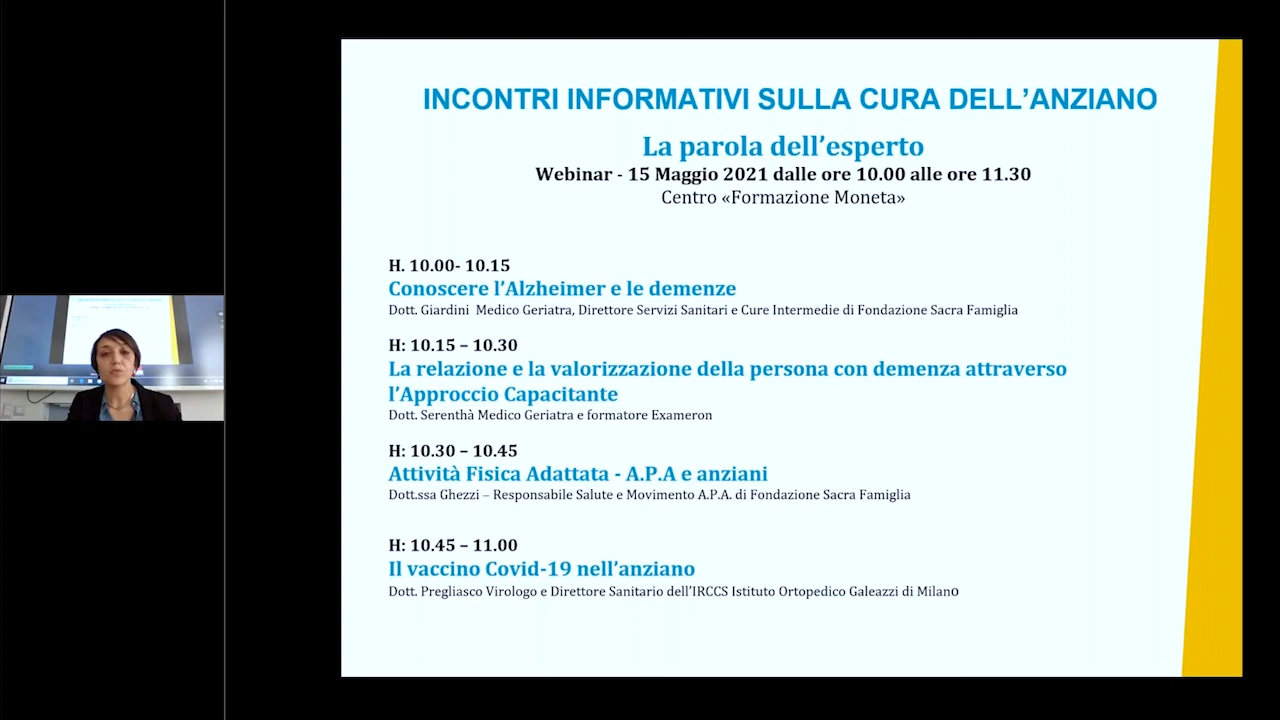 INCONTRI INFORMATIVI SULLA CURA DELL’ANZIANO
La parola dell’esperto
Webinar - 15 Maggio 2021 dalle ore 10.00 alle ore 11.30
Centro «Formazione Moneta»
H. 10.00- 10.15
Conoscere l’Alzheimer e le demenze
Dott. Giardini  Medico Geriatra, Direttore Servizi Sanitari e Cure Intermedie di Fondazione Sacra Famiglia
H: 10.15 – 10.30
La relazione e la valorizzazione della persona con demenza attraverso
l’Approccio Capacitante
Dott. Serenthà Medico Geriatra e formatore Exameron
H: 10.30 – 10.45
Attività Fisica Adattata - A.P.A e anziani
Dott.ssa Ghezzi – Responsabile Salute e Movimento A.P.A. di Fondazione Sacra Famiglia
H: 10.45 – 11.00
Il vaccino Covid-19 nell’anziano
Dott. Pregliasco Virologo e Direttore Sanitario dell’IRCCS Istituto Ortopedico Galeazzi di Milano